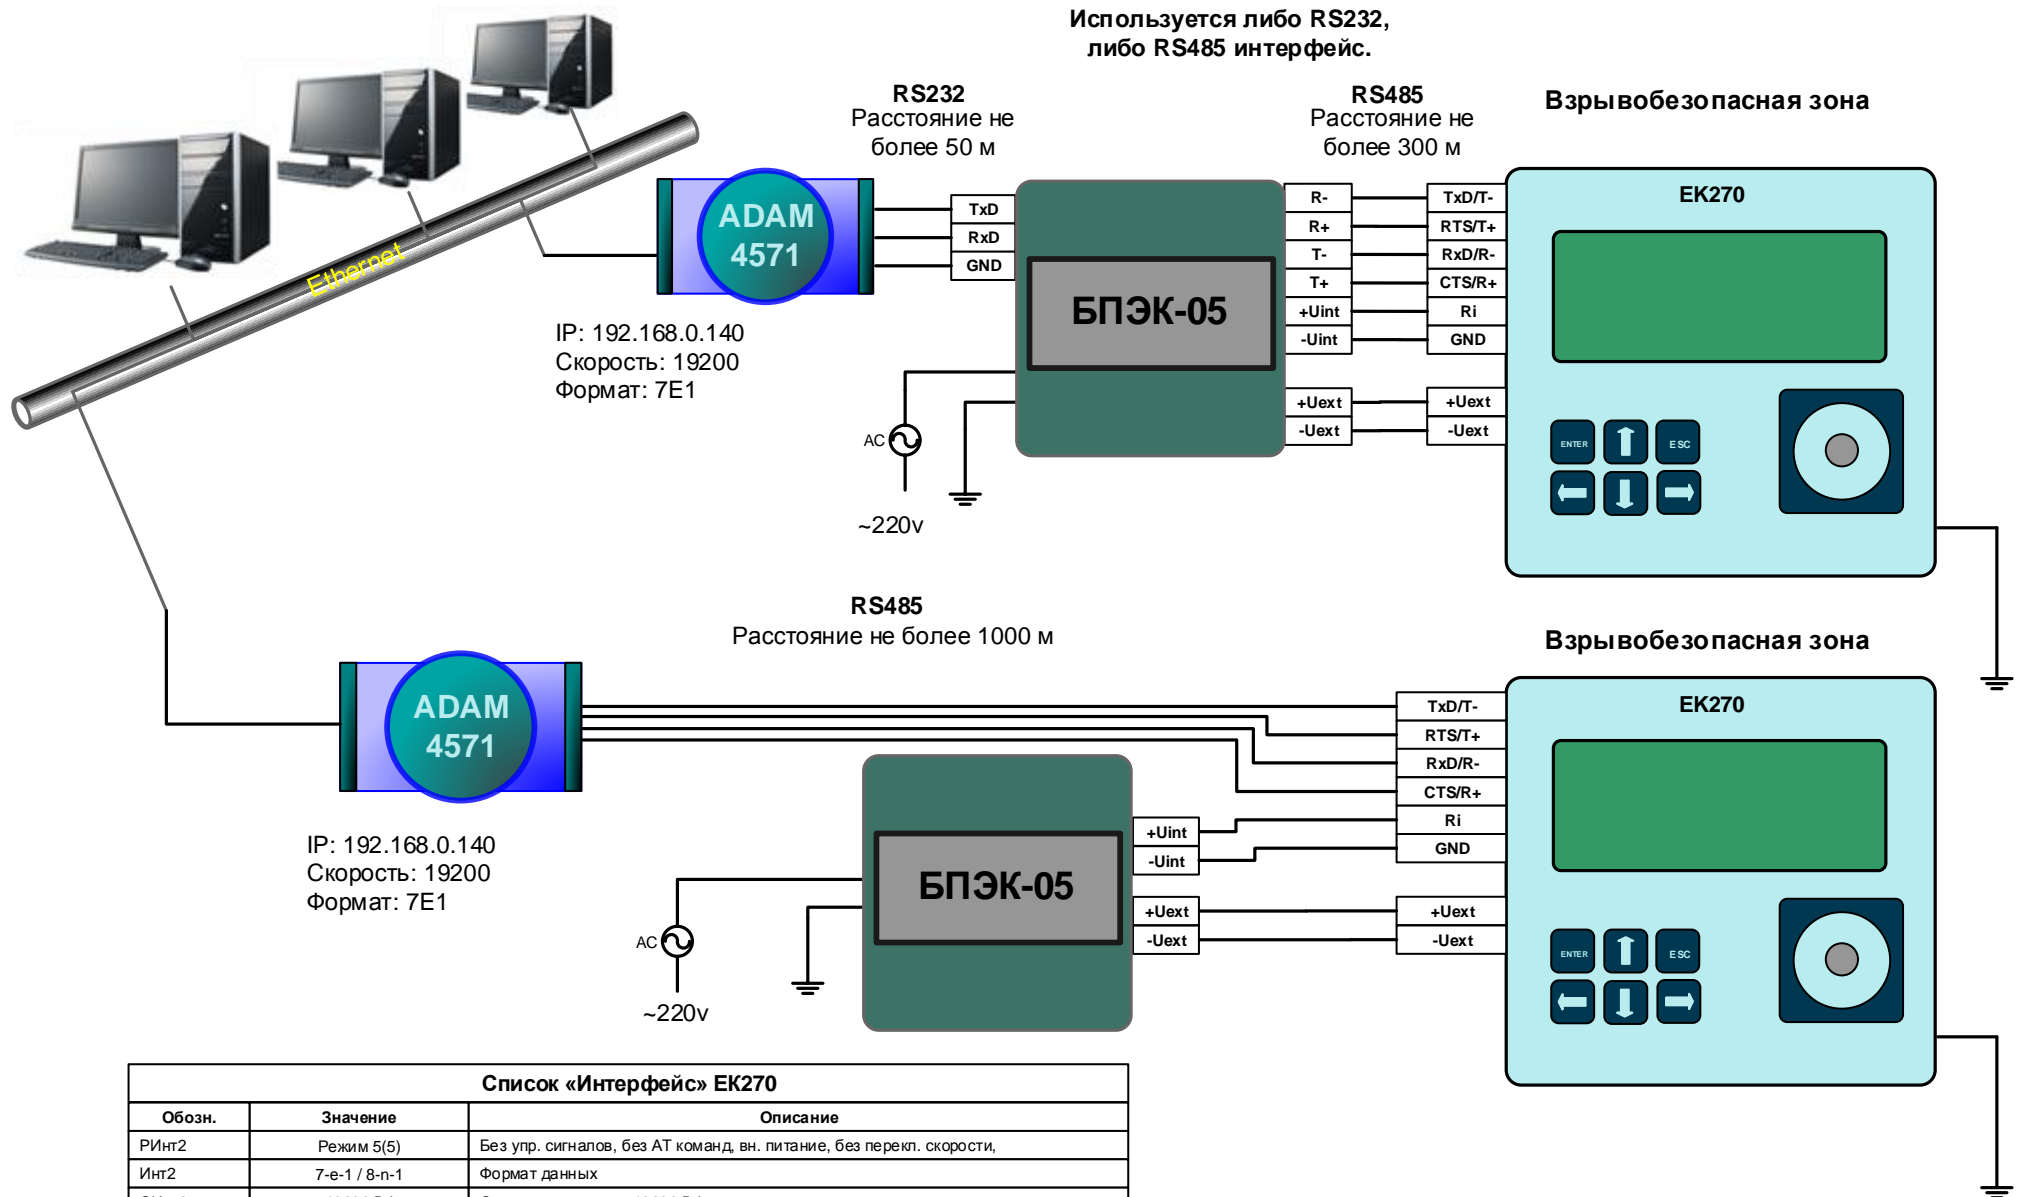 Используется либо RS232,
либо RS485 интерфейс.
RS232
Расстояние не
более 50 м
RS485
Расстояние не
более 300 м
Взрывобезопасная зона
Ethernet
ADAM
4571
IP: 192.168.0.140
Скорость: 19200
Формат: 7E1
TxD
RxD
GND
БПЭК-05
AC
~220v
R-
R+
T-
T+
+Uint
-Uint
+Uext
-Uext
TxD/T-
RTS/T+
RxD/R-
CTS/R+
Ri
GND
+Uext
-Uext
EK270
ENTER
ESC
RS485
Расстояние не более 1000 м
Взрывобезопасная зона
ADAM
4571
IP: 192.168.0.140
Скорость: 19200
Формат: 7E1
БПЭК-05
AC
~220v
+Uint
-Uint
+Uext
-Uext
TxD/T-
RTS/T+
RxD/R-
CTS/R+
Ri
GND
+Uext
-Uext
EK270
ENTER
ESC
Список «Интерфейс» ЕК270
Обозн. Значение Описание
РИнт2 Режим 5(5) Без упр. сигналов, без АТ команд, вн. питание, без перекл. скорости,
Инт2 7-е-1 / 8-n-1 Формат данных